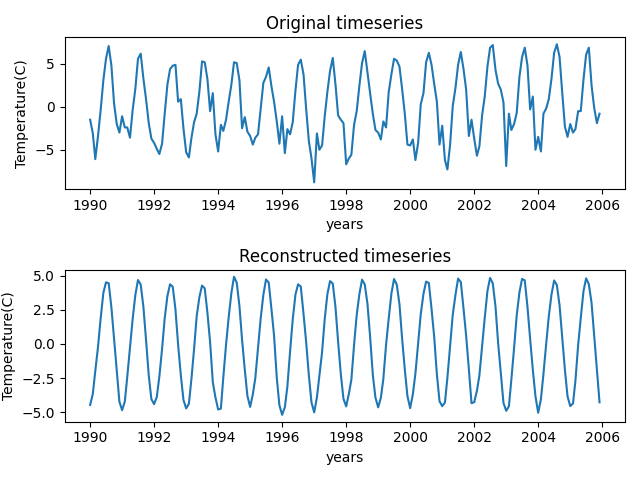 Original timeseries
Temperature(C)
5
0
−5
1990 1992 1994 1996 1998 2000 2002 2004 2006
years
Reconstructed timeseries
Temperature(C)
5.0
2.5
0.0
−2.5
−5.0
1990 1992 1994 1996 1998 2000 2002 2004 2006
years